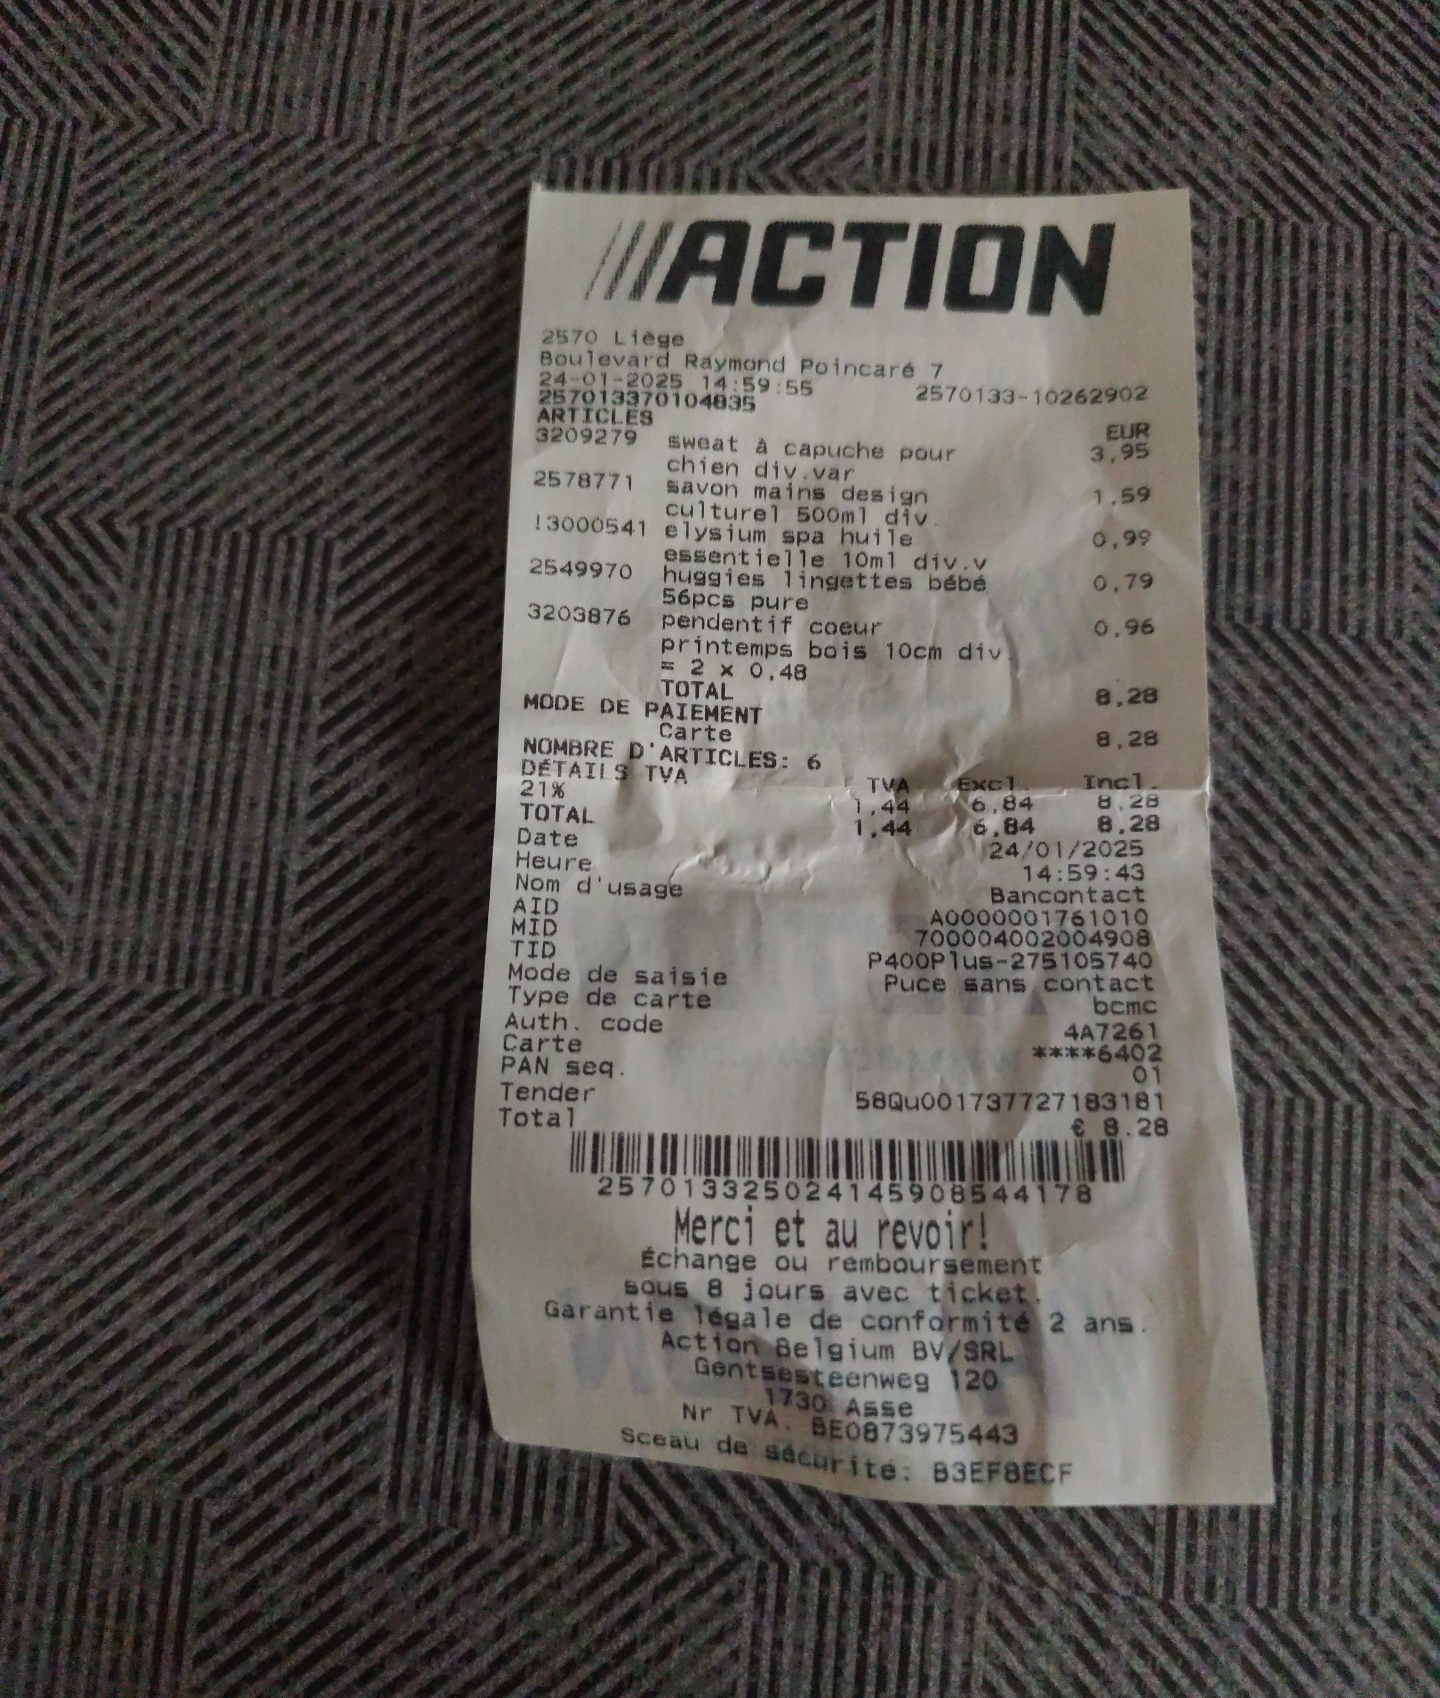 ///ACTION
2570 Liège
Boulevard Raymond Poincaré 7
24-01-2025 14:59:55 2570133-10262902
257013370104835
ARTICLES EUR
3209279 sweat à capuche pour 3,95
chien div.var
2578771 savon mains design 1,59
culturel 500ml div.
!3000541 elysium spa huile 0,99
essentielle 10ml div.v
2549970 huggies lingettes bébé 0,79
56pcs pure
3203876 pendentif coeur 0,96
printemps bois 10cm div.
= 2 x 0,48
TOTAL 8,28
MODE DE PAIEMENT
Carte 8,28
NOMBRE D'ARTICLES: 6
DÉTAILS TVA TVA Excl. Incl.
21% 1,44 6,84 8,28
TOTAL 1,44 6,84 8,28
Date 24/01/2025
Heure 14:59:43
Nom d'usage Bancontact
AID A0000001761010
MID 700004002004908
TID P400Plus-275105740
Mode de saisie Puce sans contact
Type de carte bcmc
Auth. code 4A7261
Carte ****6402
PAN seq. 01
Tender 58Qu001737727183181
Total € 8.28
2570133250241459085441​78
Merci et au revoir!
Échange ou remboursement
sous 8 jours avec ticket.
Garantie légale de conformité 2 ans.
Action Belgium BV/SRL
Gentsesteenweg 120
1730 Asse
Nr TVA. BE0873975443
Sceau de sécurité: B3EF8ECF